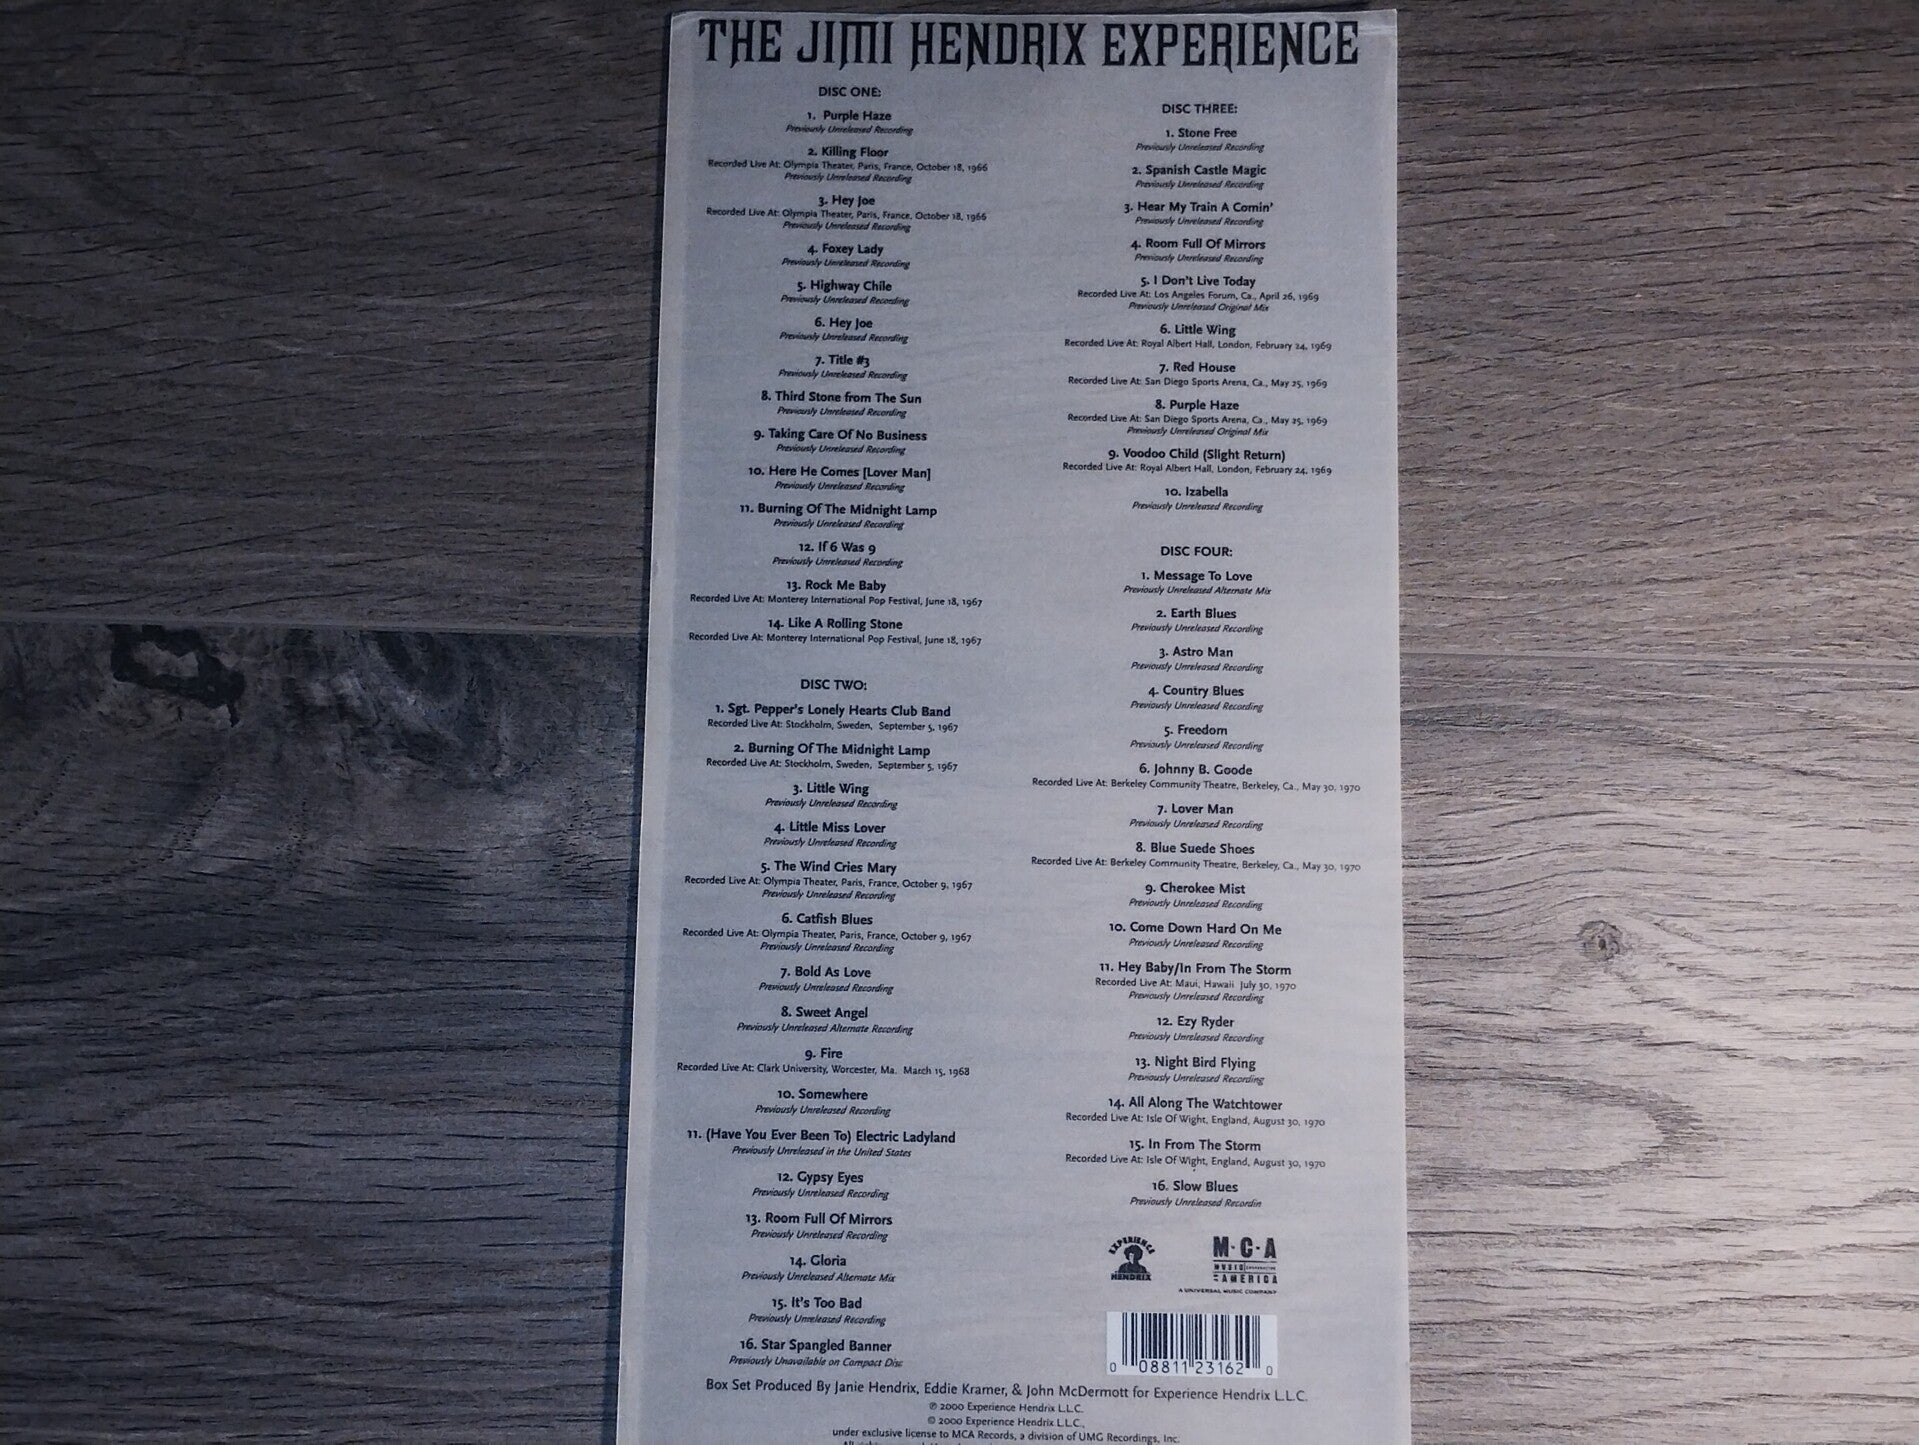 THE JIMI HENDRIX EXPERIENCE
DISC ONE:
1. Purple Haze
Previously Unreleased Recording
2. Killing Floor
Recorded Live At: Olympia Theater, Paris, France, October 18, 1966
Previously Unreleased Recording
3. Hey Joe
Recorded Live At: Olympia Theater, Paris, France, October 18, 1966
Previously Unreleased Recording
4. Foxey Lady
Previously Unreleased Recording
5. Highway Chile
Previously Unreleased Recording
6. Hey Joe
Previously Unreleased Recording
7. Title #3
Previously Unreleased Recording
8. Third Stone from The Sun
Previously Unreleased Recording
9. Taking Care Of No Business
Previously Unreleased Recording
10. Here He Comes [Lover Man]
Previously Unreleased Recording
11. Burning Of The Midnight Lamp
Previously Unreleased Recording
12. If 6 Was 9
Previously Unreleased Recording
13. Rock Me Baby
Recorded Live At: Monterey International Pop Festival, June 18, 1967
14. Like A Rolling Stone
Recorded Live At: Monterey International Pop Festival, June 18, 1967
DISC TWO:
1. Sgt. Pepper's Lonely Hearts Club Band
Recorded Live At: Stockholm, Sweden, September 5, 1967
2. Burning Of The Midnight Lamp
Recorded Live At: Stockholm, Sweden, September 5, 1967
3. Little Wing
Previously Unreleased Recording
4. Little Miss Lover
Previously Unreleased Recording
5. The Wind Cries Mary
Recorded Live At: Olympia Theater, Paris, France, October 9, 1967
Previously Unreleased Recording
6. Catfish Blues
Recorded Live At: Olympia Theater, Paris, France, October 9, 1967
Previously Unreleased Recording
7. Bold As Love
Previously Unreleased Recording
8. Sweet Angel
Previously Unreleased Alternate Recording
9. Fire
Recorded Live At: Clark University, Worcester, Ma. March 15, 1968
10. Somewhere
Previously Unreleased Recording
11. (Have You Ever Been To) Electric Ladyland
Previously Unreleased in the United States
12. Gypsy Eyes
Previously Unreleased Recording
13. Room Full Of Mirrors
Previously Unreleased Recording
14. Gloria
Previously Unreleased Alternate Mix
15. It's Too Bad
Previously Unreleased Recording
16. Star Spangled Banner
Previously Unavailable on Compact Disc
DISC THREE:
1. Stone Free
Previously Unreleased Recording
2. Spanish Castle Magic
Previously Unreleased Recording
3. Hear My Train A Comin'
Previously Unreleased Recording
4. Room Full Of Mirrors
Previously Unreleased Recording
5. I Don't Live Today
Recorded Live At: Los Angeles Forum, Ca., April 26, 1969
Previously Unreleased Original Mix
6. Little Wing
Recorded Live At: Royal Albert Hall, London, February 24, 1969
7. Red House
Recorded Live At: San Diego Sports Arena, Ca., May 25, 1969
8. Purple Haze
Recorded Live At: San Diego Sports Arena, Ca., May 25, 1969
Previously Unreleased Original Mix
9. Voodoo Child (Slight Return)
Recorded Live At: Royal Albert Hall, London, February 24, 1969
10. Izabella
Previously Unreleased Recording
DISC FOUR:
1. Message To Love
Previously Unreleased Alternate Mix
2. Earth Blues
Previously Unreleased Recording
3. Astro Man
Previously Unreleased Recording
4. Country Blues
Previously Unreleased Recording
5. Freedom
Previously Unreleased Recording
6. Johnny B. Goode
Recorded Live At: Berkeley Community Theatre, Berkeley, Ca., May 30, 1970
7. Lover Man
Previously Unreleased Recording
8. Blue Suede Shoes
Recorded Live At: Berkeley Community Theatre, Berkeley, Ca., May 30, 1970
9. Cherokee Mist
Previously Unreleased Recording
10. Come Down Hard On Me
Previously Unreleased Recording
11. Hey Baby/In From The Storm
Recorded Live At: Maui, Hawaii July 30, 1970
Previously Unreleased Recording
12. Ezy Ryder
Previously Unreleased Recording
13. Night Bird Flying
Previously Unreleased Recording
14. All Along The Watchtower
Recorded Live At: Isle Of Wight, England, August 30, 1970
15. In From The Storm
Recorded Live At: Isle Of Wight, England, August 30, 1970
16. Slow Blues
Previously Unreleased Recordin
EXPERIENCE
HENDRIX
M·C·A
MUSIC
AMERICA
A UNIVERSAL MUSIC COMPANY
0 08811 23162 0
Box Set Produced By Janie Hendrix, Eddie Kramer, & John McDermott for Experience Hendrix L.L.C.
℗ 2000 Experience Hendrix L.L.C.
© 2000 Experience Hendrix L.L.C.,
under exclusive license to MCA Records, a division of UMG Recordings, Inc.